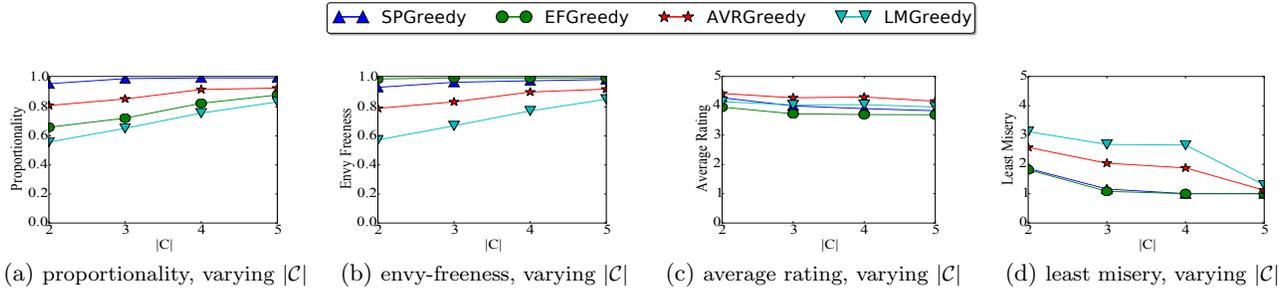 SPGreedy EFGreedy AVRGreedy LMGreedy
1.0
0.8
0.6
0.4
0.2
0.0
Proportionality
2 3 4 5
|C|
(a) proportionality, varying |C|
1.0
0.8
0.6
0.4
0.2
0.0
Envy Freeness
2 3 4 5
|C|
(b) envy-freeness, varying |C|
5
4
3
2
1
0
Average Rating
2 3 4 5
|C|
(c) average rating, varying |C|
5
4
3
2
1
0
Least Misery
2 3 4 5
|C|
(d) least misery, varying |C|